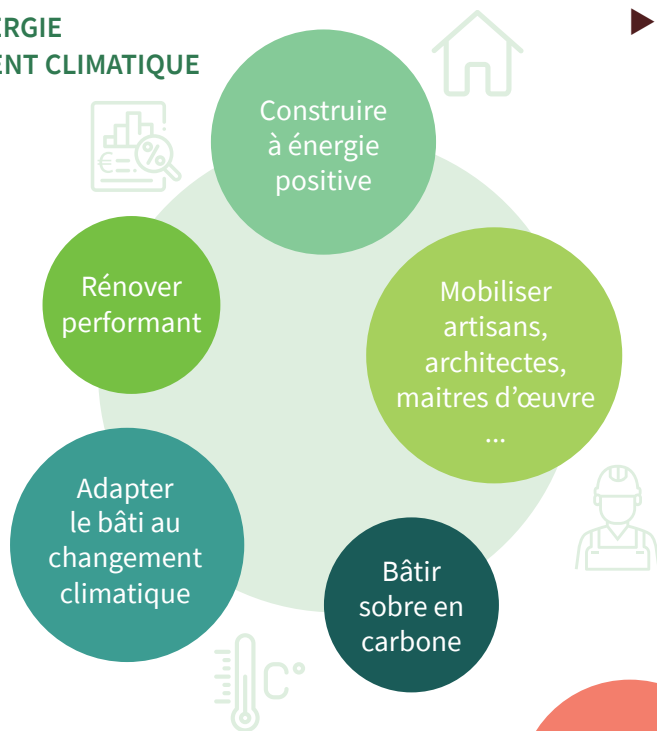 ERGIE
ENT CLIMATIQUE
Construire
à énergie
positive
Rénover
performant
Mobiliser
artisans,
architectes,
maitres d'œuvre
...
Adapter
le bâti au
changement
climatique
Bâtir
sobre en
carbone
€ %
C°